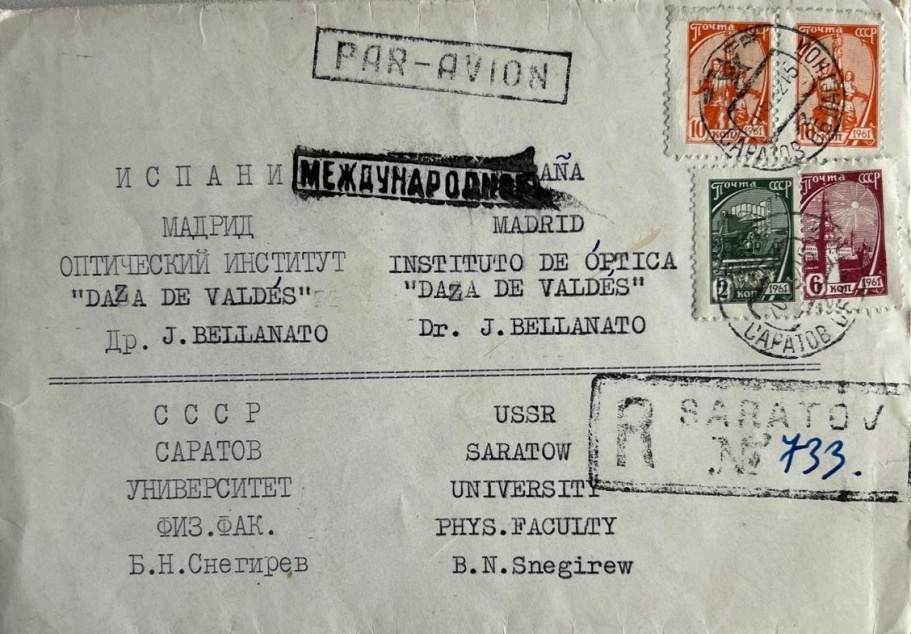 PAR-AVION
Почта СССР
10 коп 1961
Почта СССР
10 коп 1961
САРАТОВ
МЕЖДУНАРОДНОЕ
Почта СССР
2 коп 1961
Почта СССР
6 коп 1961
САРАТОВ
МАДРИД MADRID
ОПТИЧЕСКИЙ ИНСТИТУТ INSTITUTO DE ÓPTICA
"DAZA DE VALDÉS" "DAZA DE VALDÉS"
Др. J. BELLANATO Dr. J. BELLANATO
R SARATOV
№ 733.
СССР USSR
САРАТОВ SARATOW
УНИВЕРСИТЕТ UNIVERSITY
ФИЗ.ФАК. PHYS.FACULTY
Б.Н.Снегирев B.N.Snegirew